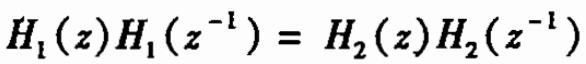 H₁(z)H₁(z⁻¹) = H₂(z)H₂(z⁻¹)